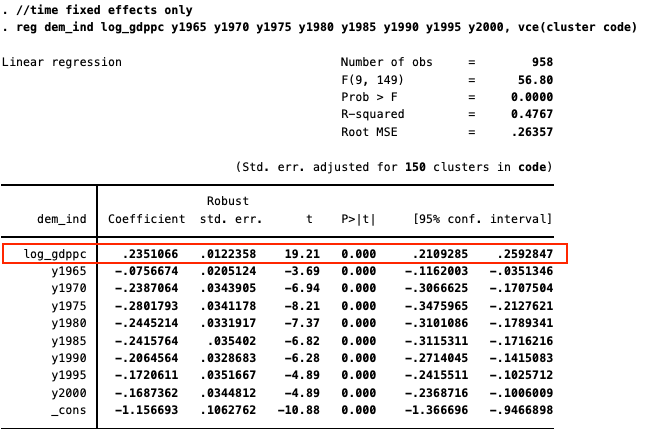 . //time fixed effects only
. reg dem_ind log_gdppc y1965 y1970 y1975 y1980 y1985 y1990 y1995 y2000, vce(cluster code)
Linear regression Number of obs = 958
F(9, 149) = 56.80
Prob > F = 0.0000
R-squared = 0.4767
Root MSE = .26357
(Std. err. adjusted for 150 clusters in code)
Robust
dem_ind Coefficient std. err. t P>|t| [95% conf. interval]
log_gdppc .2351066 .0122358 19.21 0.000 .2109285 .2592847
y1965 -.0756674 .0205124 -3.69 0.000 -.1162003 -.0351346
y1970 -.2387064 .0343905 -6.94 0.000 -.3066625 -.1707504
y1975 -.2801793 .0341178 -8.21 0.000 -.3475965 -.2127621
y1980 -.2445214 .0331917 -7.37 0.000 -.3101086 -.1789341
y1985 -.2415764 .035402 -6.82 0.000 -.3115311 -.1716216
y1990 -.2064564 .0328683 -6.28 0.000 -.2714045 -.1415083
y1995 -.1720611 .0351667 -4.89 0.000 -.2415511 -.1025712
y2000 -.1687362 .0344812 -4.89 0.000 -.2368716 -.1006009
_cons -1.156693 .1062762 -10.88 0.000 -1.366696 -.9466898